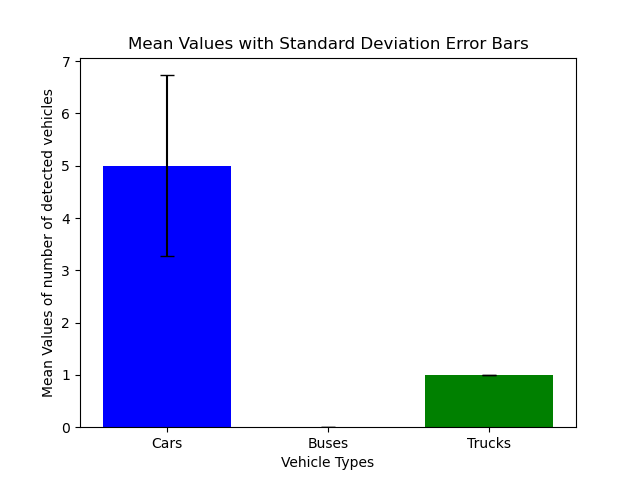 Mean Values with Standard Deviation Error Bars
Mean Values of number of detected vehicles
7
6
5
4
3
2
1
0
Cars Buses Trucks
Vehicle Types